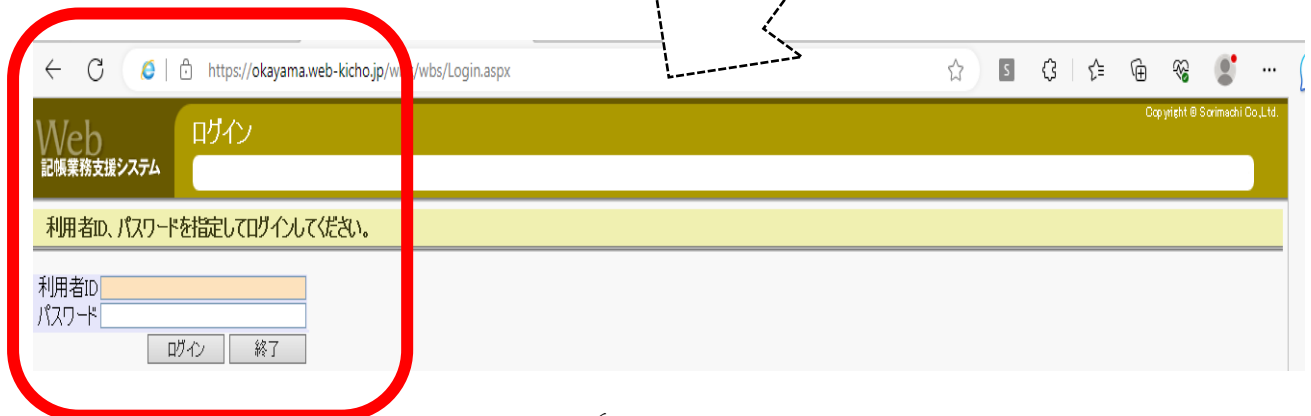 https://okayama.web-kicho.jp/wbs/wbs/Login.aspx
Copyright © Sorimachi Co.,Ltd.
Web
記帳業務支援システム
ログイン
利用者ID、パスワードを指定してログインしてください。
利用者ID
パスワード
ログイン 終了